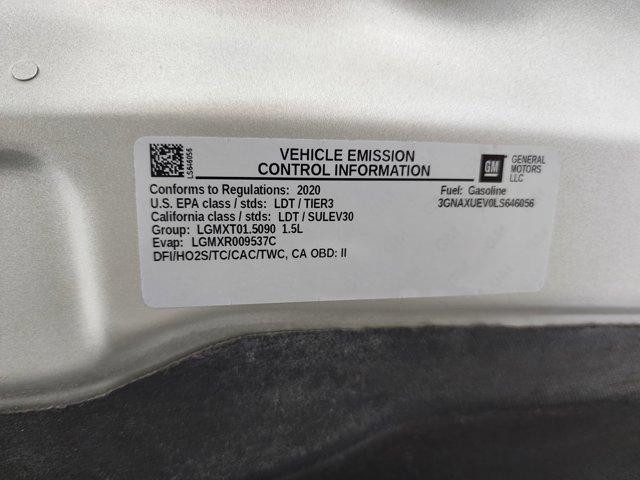 LS646056
VEHICLE EMISSION
CONTROL INFORMATION
GM
GENERAL
MOTORS
LLC
Conforms to Regulations: 2020
U.S. EPA class / stds: LDT / TIER3
California class / stds: LDT / SULEV30
Group: LGMXT01.5090 1.5L
Evap: LGMXR009537C
DFI/HO2S/TC/CAC/TWC, CA OBD: II
Fuel: Gasoline
3GNAXUEV0LS646056